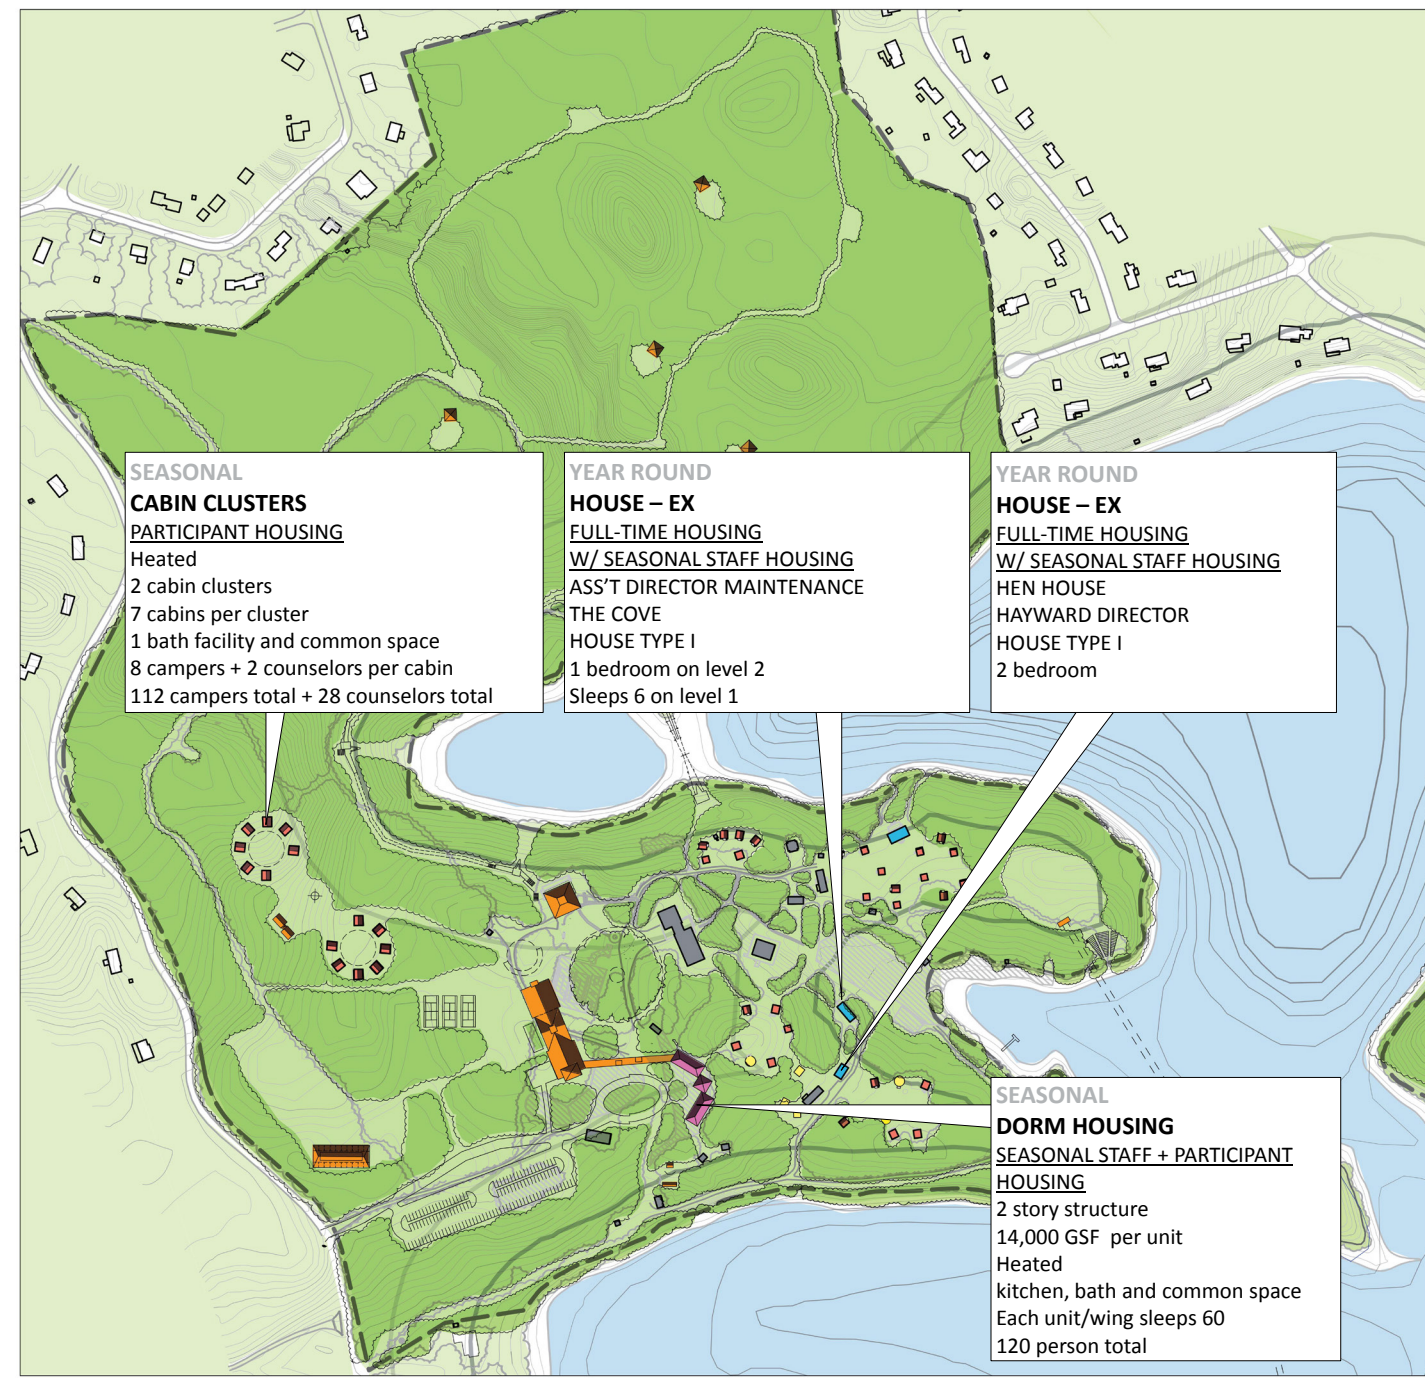 SEASONAL
CABIN CLUSTERS
PARTICIPANT HOUSING
Heated
2 cabin clusters
7 cabins per cluster
1 bath facility and common space
8 campers + 2 counselors per cabin
112 campers total + 28 counselors total
YEAR ROUND
HOUSE – EX
FULL-TIME HOUSING
W/ SEASONAL STAFF HOUSING
ASS’T DIRECTOR MAINTENANCE
THE COVE
HOUSE TYPE I
1 bedroom on level 2
Sleeps 6 on level 1
YEAR ROUND
HOUSE – EX
FULL-TIME HOUSING
W/ SEASONAL STAFF HOUSING
HEN HOUSE
HAYWARD DIRECTOR
HOUSE TYPE I
2 bedroom
SEASONAL
DORM HOUSING
SEASONAL STAFF + PARTICIPANT
HOUSING
2 story structure
14,000 GSF per unit
Heated
kitchen, bath and common space
Each unit/wing sleeps 60
120 person total